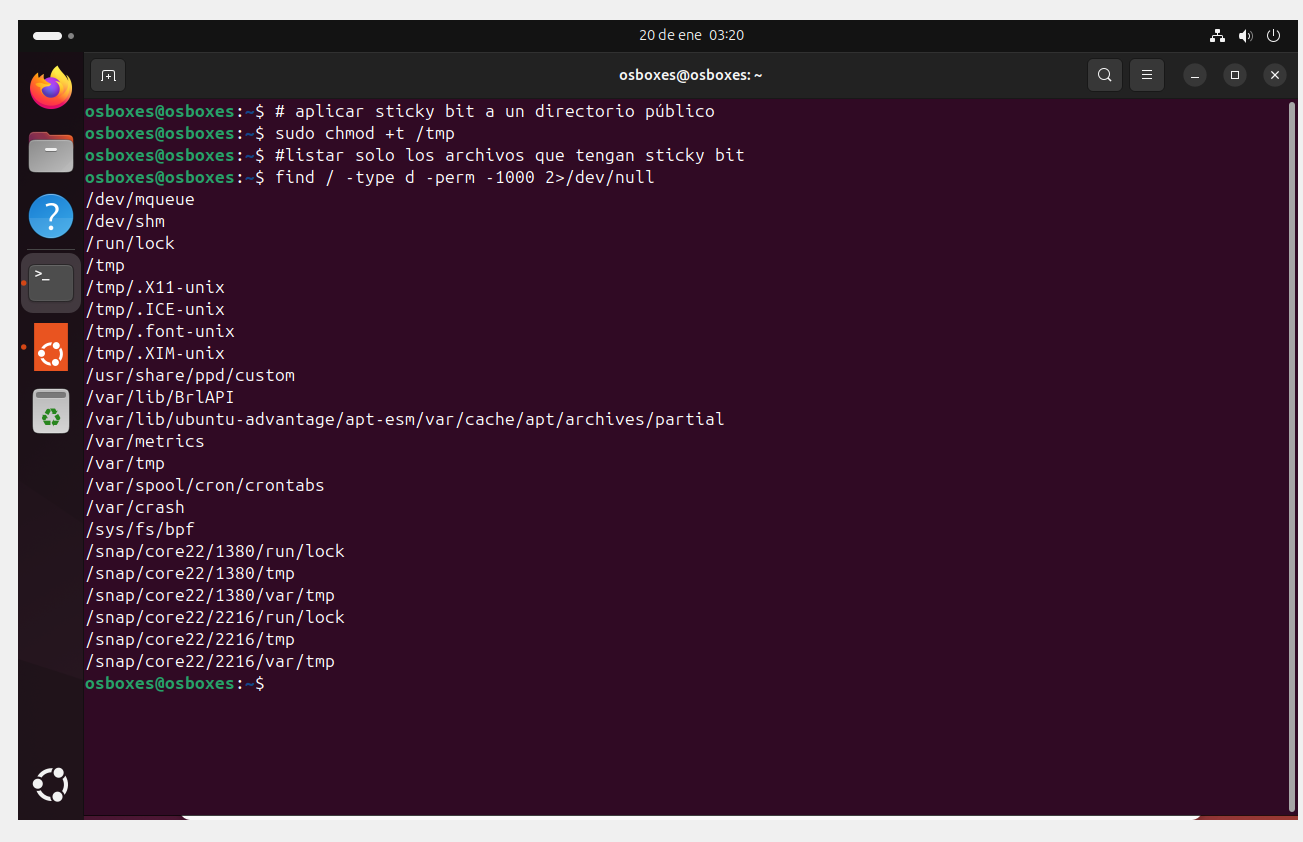 20 de ene 03:20
osboxes@osboxes: ~
osboxes@osboxes:~$ # aplicar sticky bit a un directorio público
osboxes@osboxes:~$ sudo chmod +t /tmp
osboxes@osboxes:~$ #listar solo los archivos que tengan sticky bit
osboxes@osboxes:~$ find / -type d -perm -1000 2>/dev/null
/dev/mqueue
/dev/shm
/run/lock
/tmp
/tmp/.X11-unix
/tmp/.ICE-unix
/tmp/.font-unix
/tmp/.XIM-unix
/usr/share/ppd/custom
/var/lib/BrlAPI
/var/lib/ubuntu-advantage/apt-esm/var/cache/apt/archives/partial
/var/metrics
/var/tmp
/var/spool/cron/crontabs
/var/crash
/sys/fs/bpf
/snap/core22/1380/run/lock
/snap/core22/1380/tmp
/snap/core22/1380/var/tmp
/snap/core22/2216/run/lock
/snap/core22/2216/tmp
/snap/core22/2216/var/tmp
osboxes@osboxes:~$